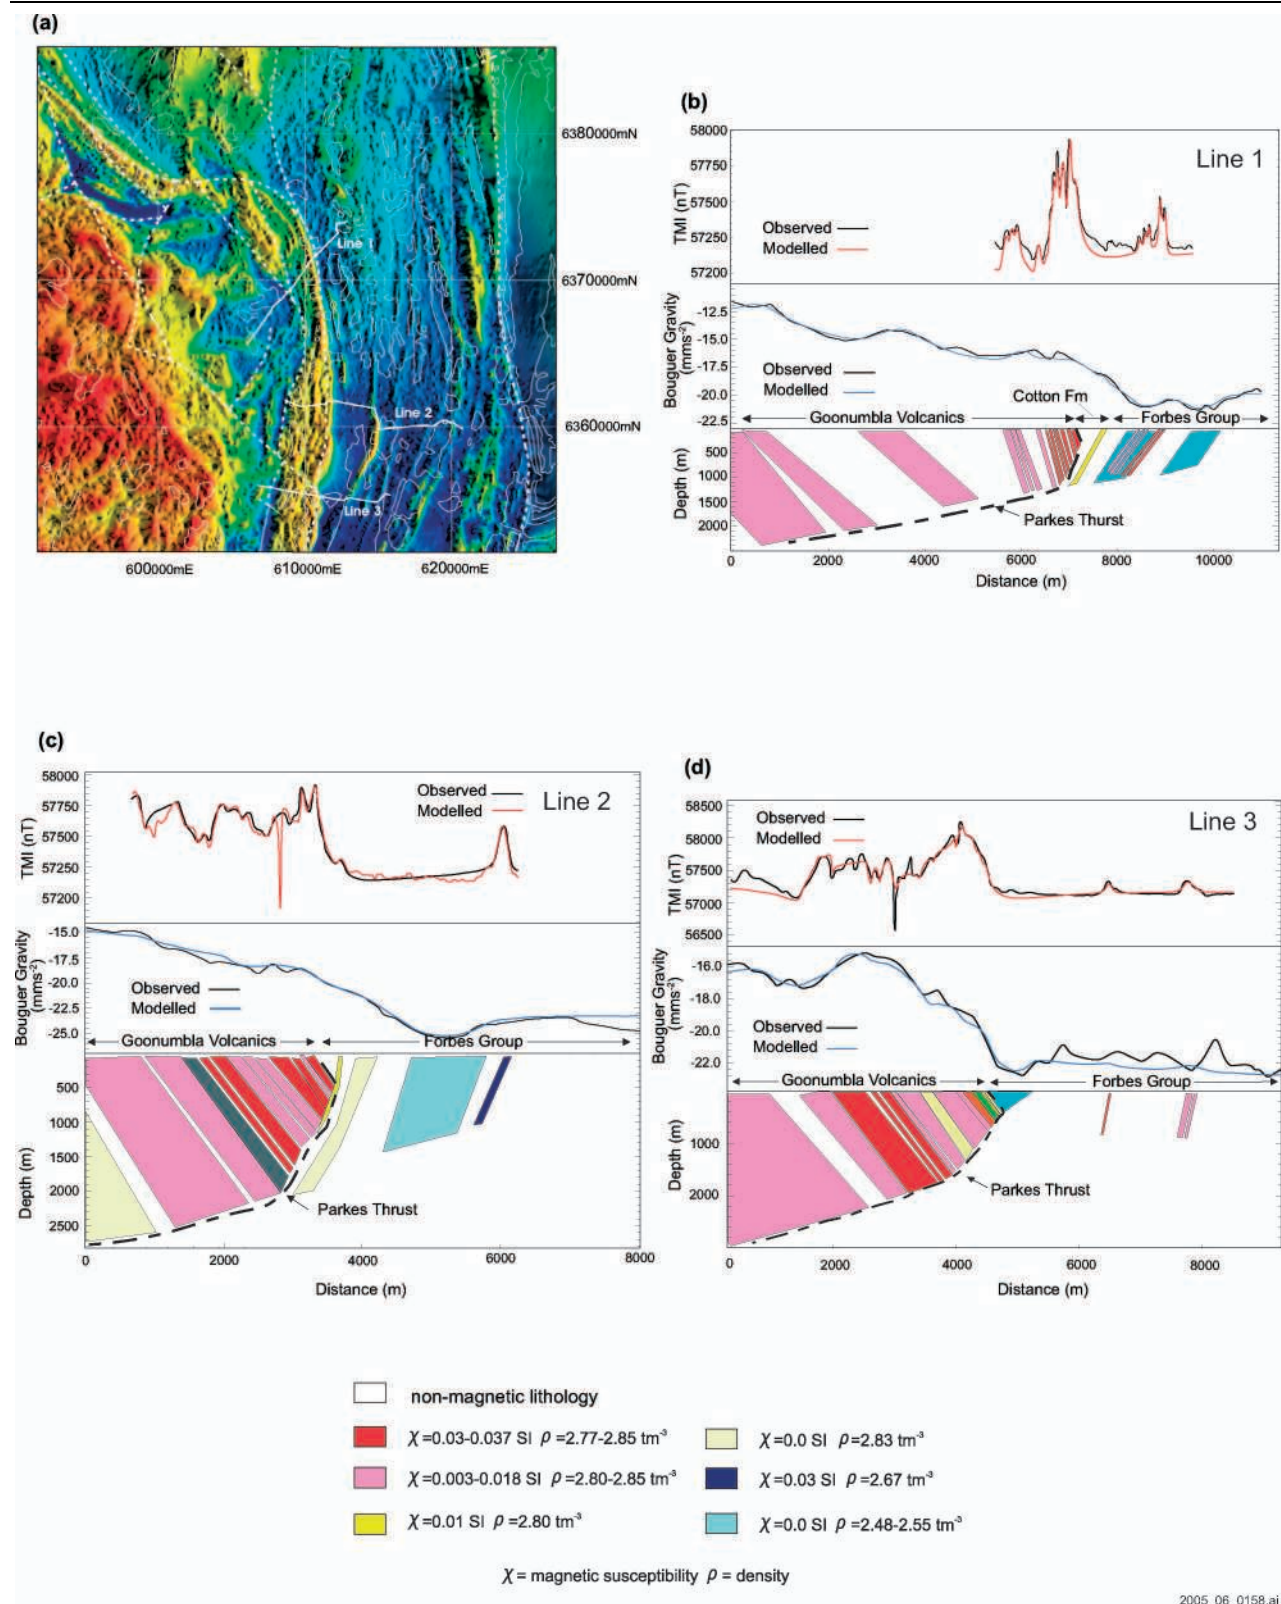 (a)
6380000mN
6370000mN
6360000mN
600000mE 610000mE 620000mE
Line 1
Line 2
Line 3
(b)
Line 1
58000
57750
57500
57250
57200
TMI (nT)
Observed
Modelled
-12.5
-15.0
-17.5
-20.0
-22.5
Bouguer Gravity
(mms⁻²)
Observed
Modelled
Cotton Fm
Goonumbla Volcanics
Forbes Group
500
1000
1500
2000
Depth (m)
Parkes Thurst
0 2000 4000 6000 8000 10000
Distance (m)
(c)
Line 2
58000
57750
57500
57250
57200
TMI (nT)
Observed
Modelled
-15.0
-17.5
-20.0
-22.5
-25.0
Bouguer Gravity
(mms⁻²)
Observed
Modelled
Goonumbla Volcanics
Forbes Group
500
1000
1500
2000
2500
Depth (m)
Parkes Thrust
0 2000 4000 6000 8000
Distance (m)
(d)
Line 3
58500
58000
57500
57000
56500
TMI (nT)
Observed
Modelled
-16.0
-18.0
-20.0
-22.0
Bouguer Gravity
(mms⁻²)
Observed
Modelled
Goonumbla Volcanics
Forbes Group
1000
2000
Depth (m)
Parkes Thrust
0 2000 4000 6000 8000
Distance (m)
non-magnetic lithology
χ=0.03-0.037 SI ρ=2.77-2.85 tm⁻³
χ=0.003-0.018 SI ρ=2.80-2.85 tm⁻³
χ=0.01 SI ρ=2.80 tm⁻³
χ=0.0 SI ρ=2.83 tm⁻³
χ=0.03 SI ρ=2.67 tm⁻³
χ=0.0 SI ρ=2.48-2.55 tm⁻³
χ= magnetic susceptibility ρ = density
2005_06_0158.ai